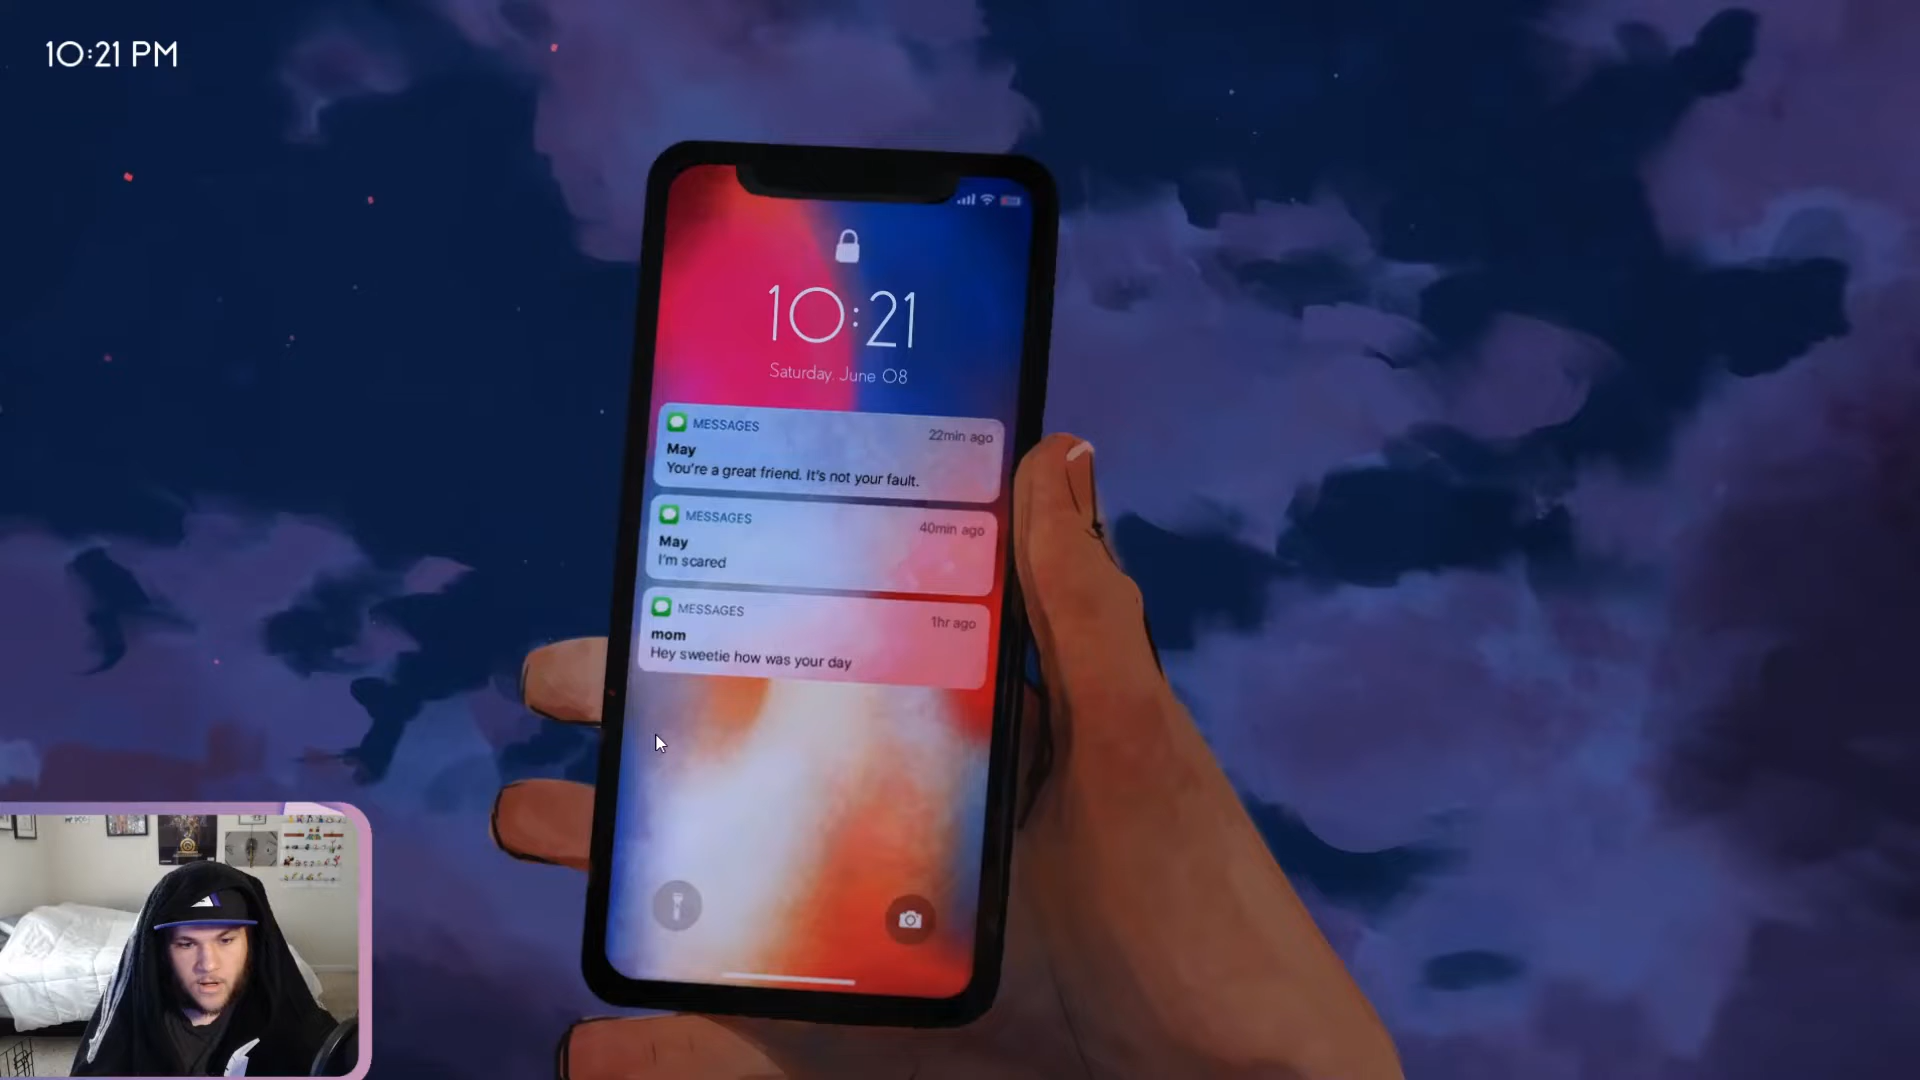 10:21 PM
10:21
Saturday, June 08
MESSAGES
22min ago
May
You're a great friend. It's not your fault.
MESSAGES
40min ago
May
I'm scared
MESSAGES
1hr ago
mom
Hey sweetie how was your day